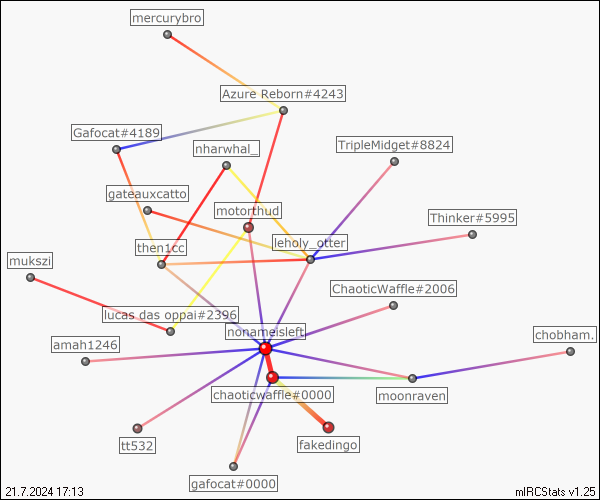 mercurybro
Azure Reborn#4243
Gafocat#4189
nharwhal_
TripleMidget#8824
gateauxcatto
motorthud
Thinker#5995
then1cc
leholy_otter
mukszi
ChaoticWaffle#2006
lucas das oppai#2396
nonameisleft
chobham.
amah1246
chaoticwaffle#0000
moonraven
tt532
fakedingo
gafocat#0000
21.7.2024 17:13
mIRCStats v1.25